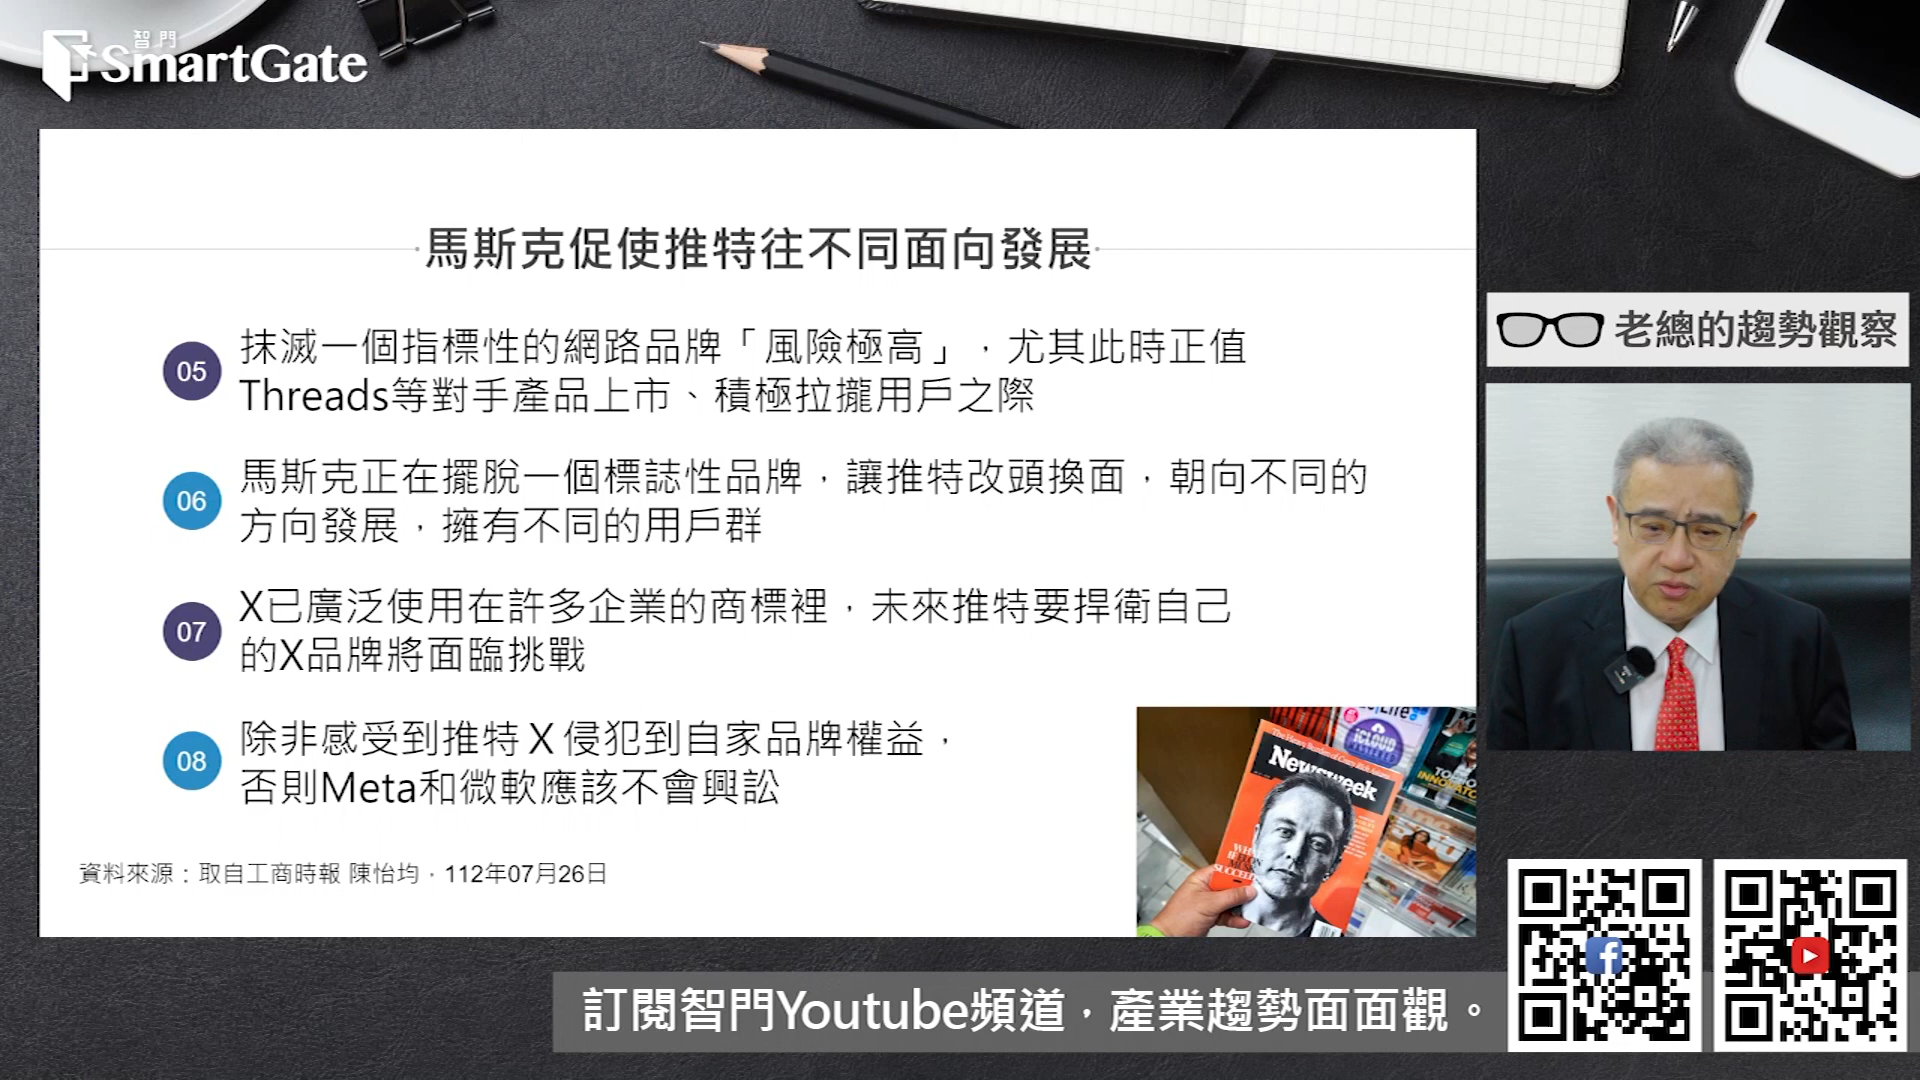 智門
SmartGate
馬斯克促使推特往不同面向發展
05
抹滅一個指標性的網路品牌「風險極高」，尤其此時正值
Threads等對手產品上市、積極拉攏用戶之際
06
馬斯克正在擺脫一個標誌性品牌，讓推特改頭換面，朝向不同的
方向發展，擁有不同的用戶群
07
X已廣泛使用在許多企業的商標裡，未來推特要捍衛自己
的X品牌將面臨挑戰
08
除非感受到推特X侵犯到自家品牌權益，
否則Meta和微軟應該不會興訟
資料來源：取自工商時報 陳怡均，112年07月26日
Newsweek
iCLOUD
老總的趨勢觀察
訂閱智門Youtube頻道，產業趨勢面面觀。